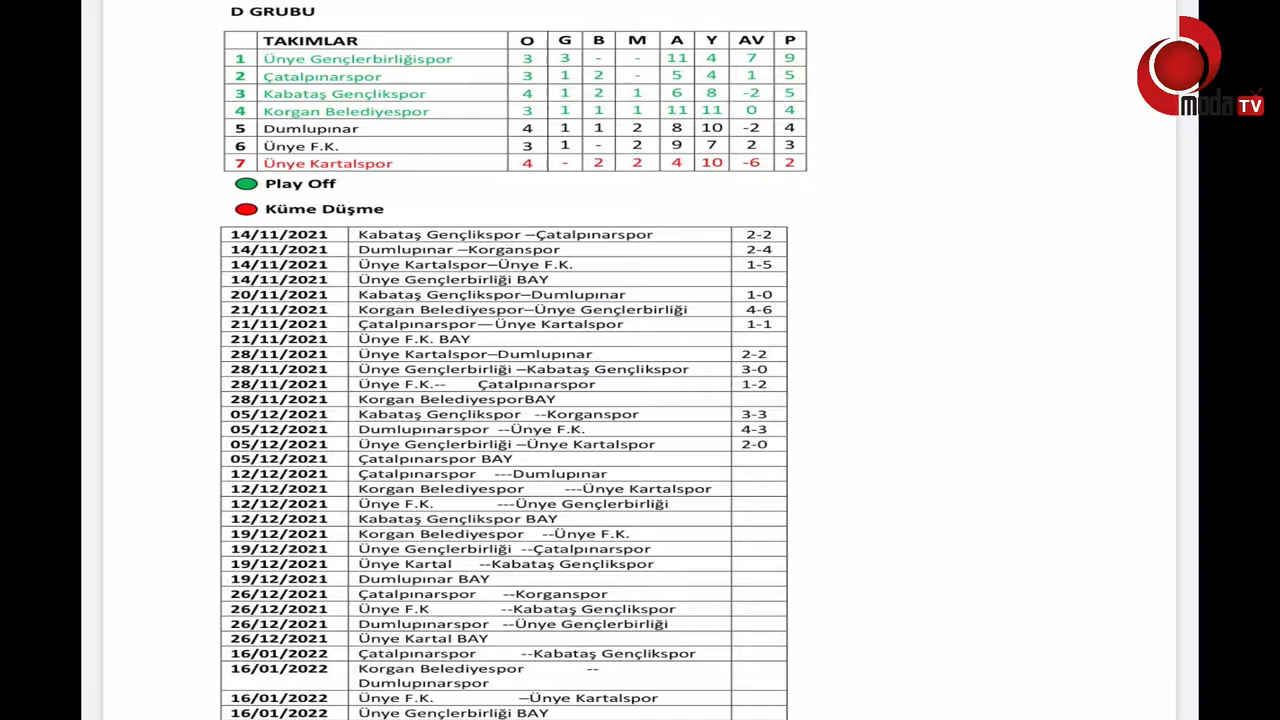 D GRUBU
TAKIMLAR O G B M A Y AV P
1 Ünye Gençlerbirliğispor 3 3 - - 11 4 7 9
2 Çatalpınarspor 3 1 2 - 5 4 1 5
3 Kabataş Gençlikspor 4 1 2 1 6 8 -2 5
4 Korgan Belediyespor 3 1 1 1 11 11 0 4
5 Dumlupınar 4 1 1 2 8 10 -2 4
6 Ünye F.K. 3 1 - 2 9 7 2 3
7 Ünye Kartalspor 4 - 2 2 4 10 -6 2
Play Off
Küme Düşme
14/11/2021 Kabataş Gençlikspor –Çatalpınarspor 2-2
14/11/2021 Dumlupınar –Korganspor 2-4
14/11/2021 Ünye Kartalspor–Ünye F.K. 1-5
14/11/2021 Ünye Gençlerbirliği BAY
20/11/2021 Kabataş Gençlikspor–Dumlupınar 1-0
21/11/2021 Korgan Belediyespor–Ünye Gençlerbirliği 4-6
21/11/2021 Çatalpınarspor—Ünye Kartalspor 1-1
21/11/2021 Ünye F.K. BAY
28/11/2021 Ünye Kartalspor–Dumlupınar 2-2
28/11/2021 Ünye Gençlerbirliği –Kabataş Gençlikspor 3-0
28/11/2021 Ünye F.K.-- Çatalpınarspor 1-2
28/11/2021 Korgan BelediyesporBAY
05/12/2021 Kabataş Gençlikspor --Korganspor 3-3
05/12/2021 Dumlupınarspor --Ünye F.K. 4-3
05/12/2021 Ünye Gençlerbirliği –Ünye Kartalspor 2-0
05/12/2021 Çatalpınarspor BAY
12/12/2021 Çatalpınarspor ---Dumlupınar
12/12/2021 Korgan Belediyespor ---Ünye Kartalspor
12/12/2021 Ünye F.K. ---Ünye Gençlerbirliği
12/12/2021 Kabataş Gençlikspor BAY
19/12/2021 Korgan Belediyespor --Ünye F.K.
19/12/2021 Ünye Gençlerbirliği --Çatalpınarspor
19/12/2021 Ünye Kartal --Kabataş Gençlikspor
19/12/2021 Dumlupınar BAY
26/12/2021 Çatalpınarspor --Korganspor
26/12/2021 Ünye F.K --Kabataş Gençlikspor
26/12/2021 Dumlupınarspor --Ünye Gençlerbirliği
26/12/2021 Ünye Kartal BAY
16/01/2022 Çatalpınarspor --Kabataş Gençlikspor
16/01/2022 Korgan Belediyespor --
Dumlupınarspor
16/01/2022 Ünye F.K. –Ünye Kartalspor
16/01/2022 Ünye Gençlerbirliği BAY
moda TV